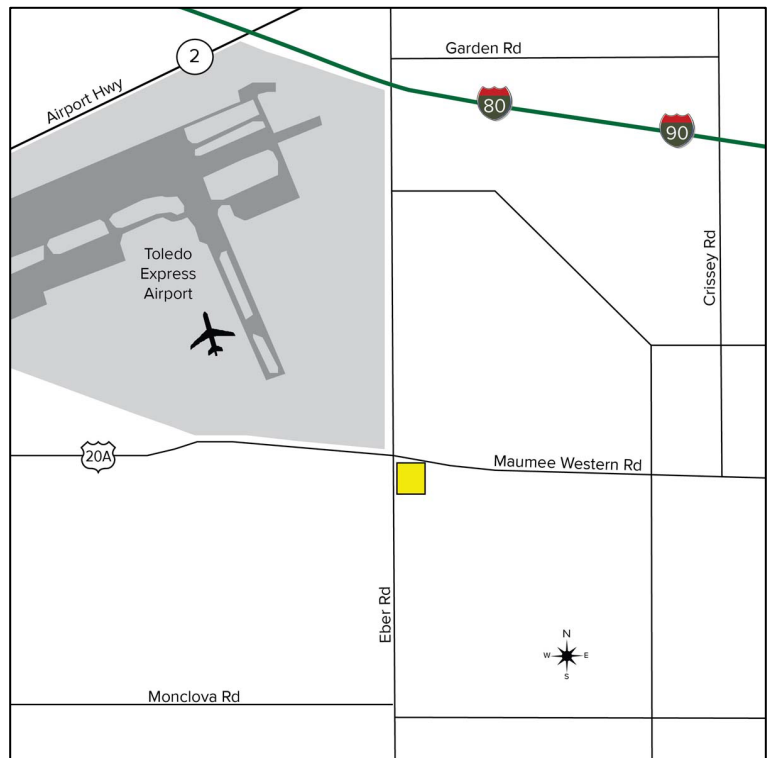 Garden Rd
2
Airport Hwy
80
90
Toledo
Express
Airport
Crissey Rd
20A
Maumee Western Rd
Eber Rd
N
W
E
S
Monclova Rd